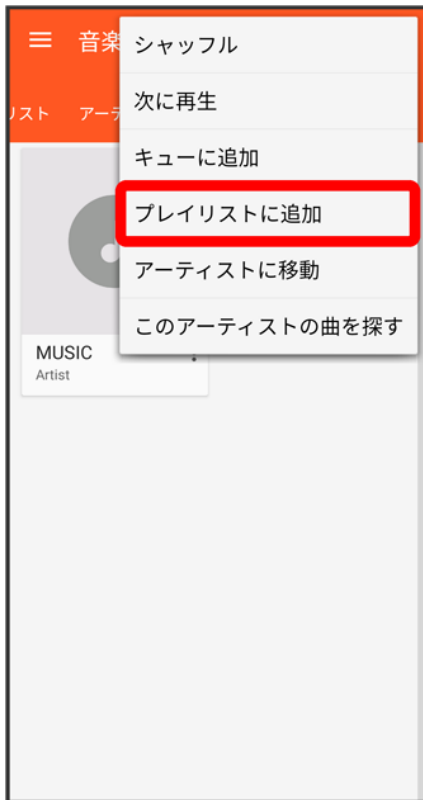 音楽
シャッフル
次に再生
リスト アーテ
キューに追加
プレイリストに追加
アーティストに移動
このアーティストの曲を探す
MUSIC
Artist